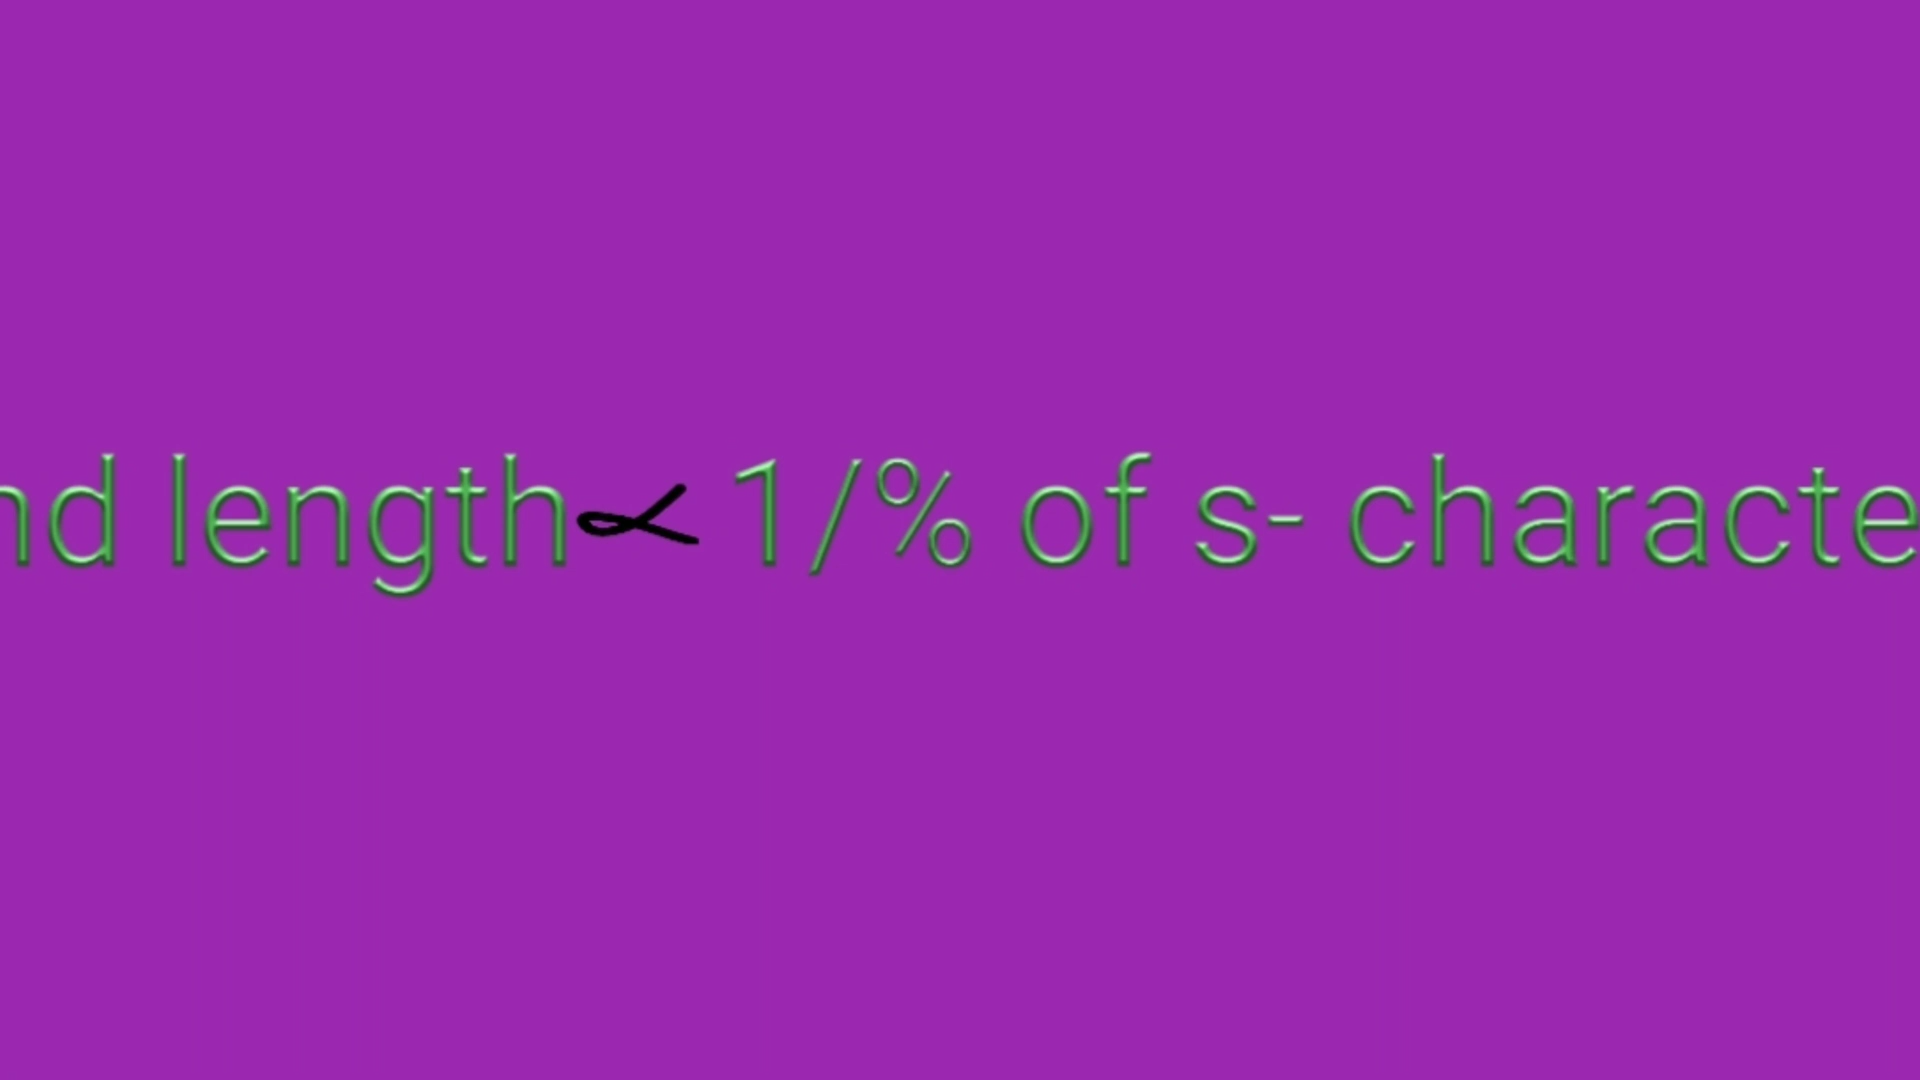 nd length∝ 1/% of s- characte